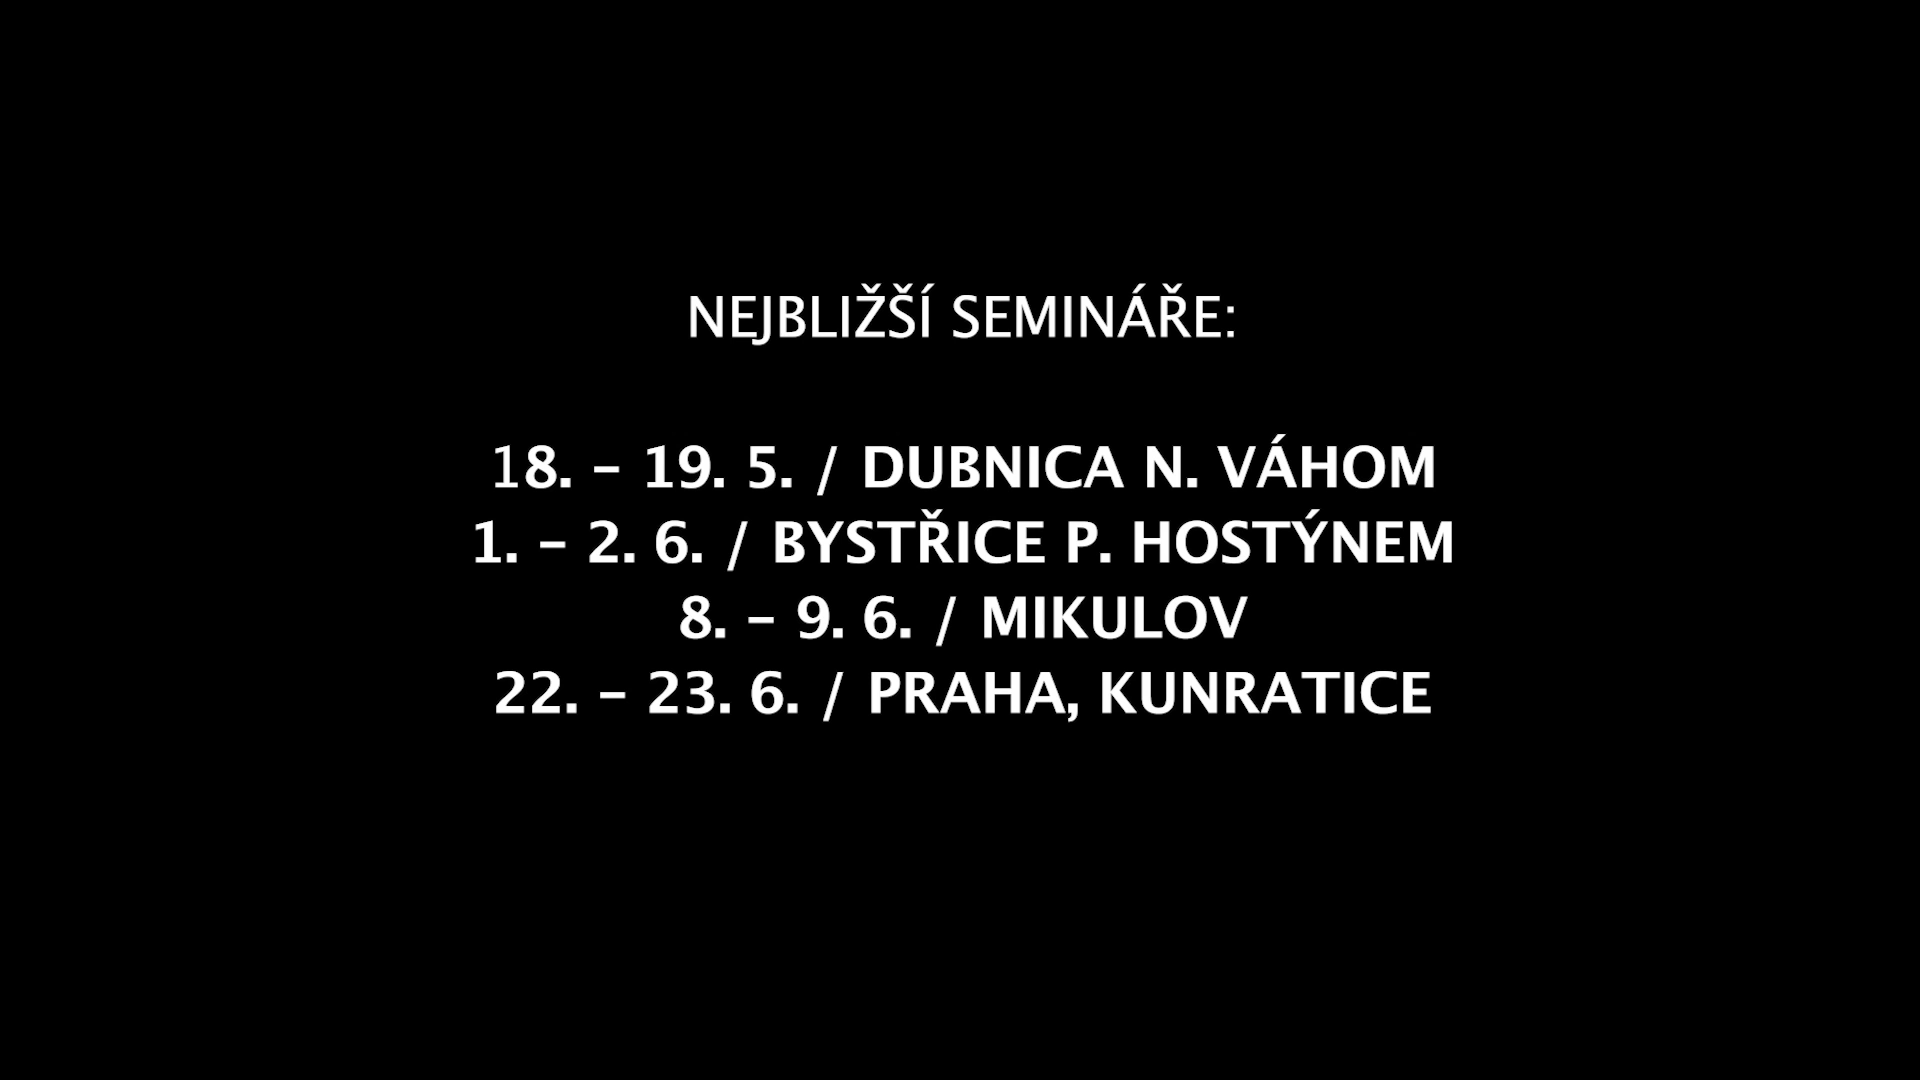 NEJBLIŽŠÍ SEMINÁŘE:
18. – 19. 5. / DUBNICA N. VÁHOM
1. – 2. 6. / BYSTŘICE P. HOSTÝNEM
8. – 9. 6. / MIKULOV
22. – 23. 6. / PRAHA, KUNRATICE